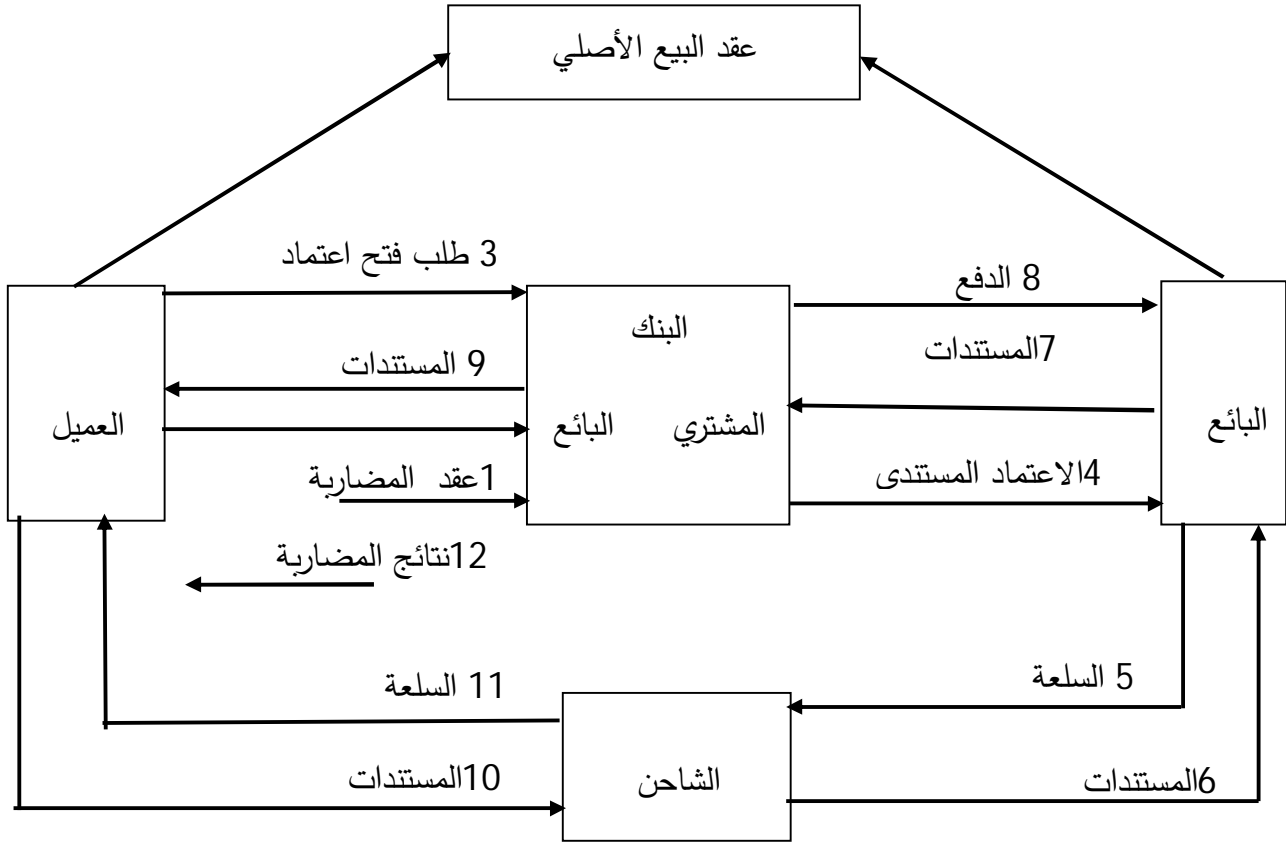 عقد البيع الأصلي
3 طلب فتح اعتماد
8 الدفع
البنك
7المستندات
9 المستندات
العميل
البائع
المشتري
البائع
1عقد المضاربة
4الاعتماد المستندى
12نتائج المضاربة
5 السلعة
11 السلعة
الشاحن
10المستندات
6المستندات